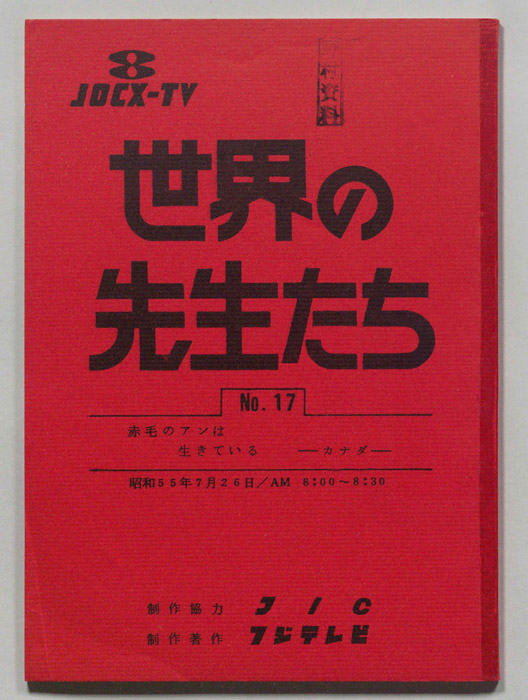 8
JOCX-TV
世界の
先生たち
No. 17
赤毛のアンは
生きている ──カナダ──
昭和55年7月26日/AM 8:00~8:30
制作協力 J I C
制作著作 フジテレビ